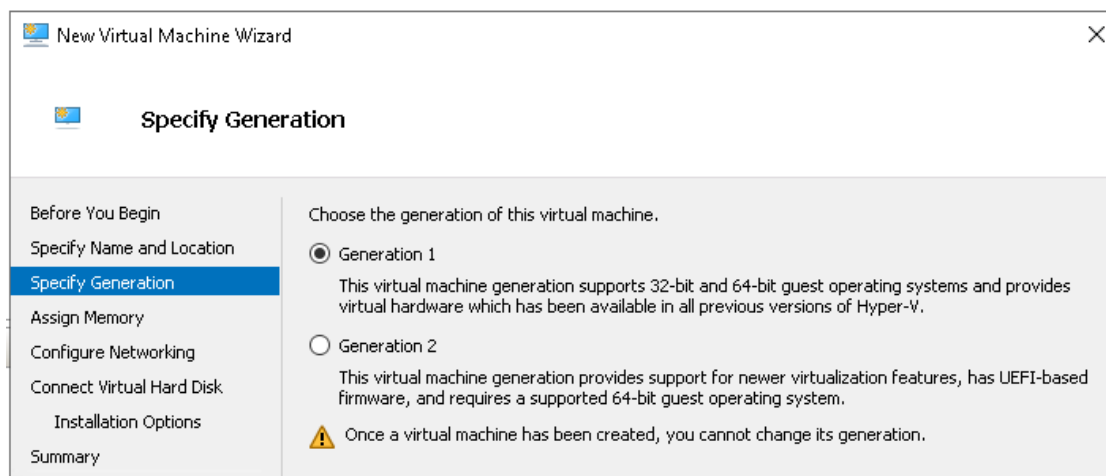 New Virtual Machine Wizard
Specify Generation
Before You Begin
Specify Name and Location
Specify Generation
Assign Memory
Configure Networking
Connect Virtual Hard Disk
Installation Options
Summary
Choose the generation of this virtual machine.
Generation 1
This virtual machine generation supports 32-bit and 64-bit guest operating systems and provides
virtual hardware which has been available in all previous versions of Hyper-V.
Generation 2
This virtual machine generation provides support for newer virtualization features, has UEFI-based
firmware, and requires a supported 64-bit guest operating system.
Once a virtual machine has been created, you cannot change its generation.